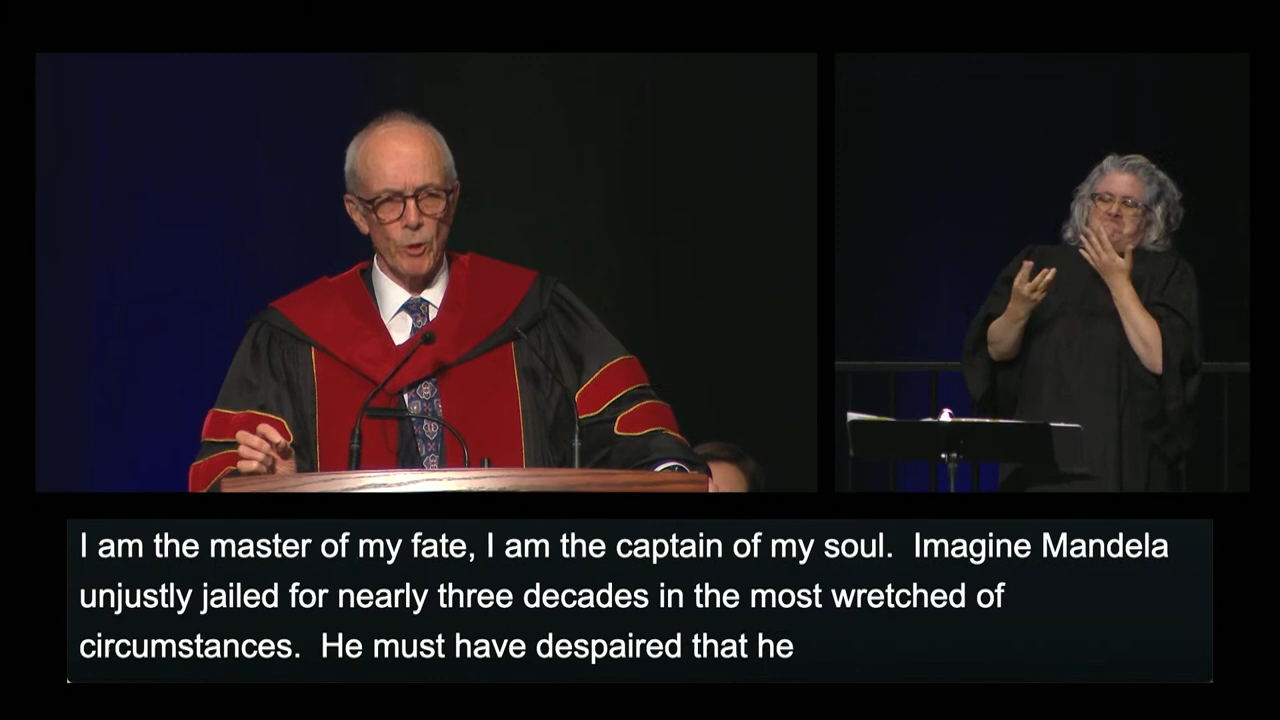 I am the master of my fate, I am the captain of my soul.  Imagine Mandela
unjustly jailed for nearly three decades in the most wretched of
circumstances.  He must have despaired that he